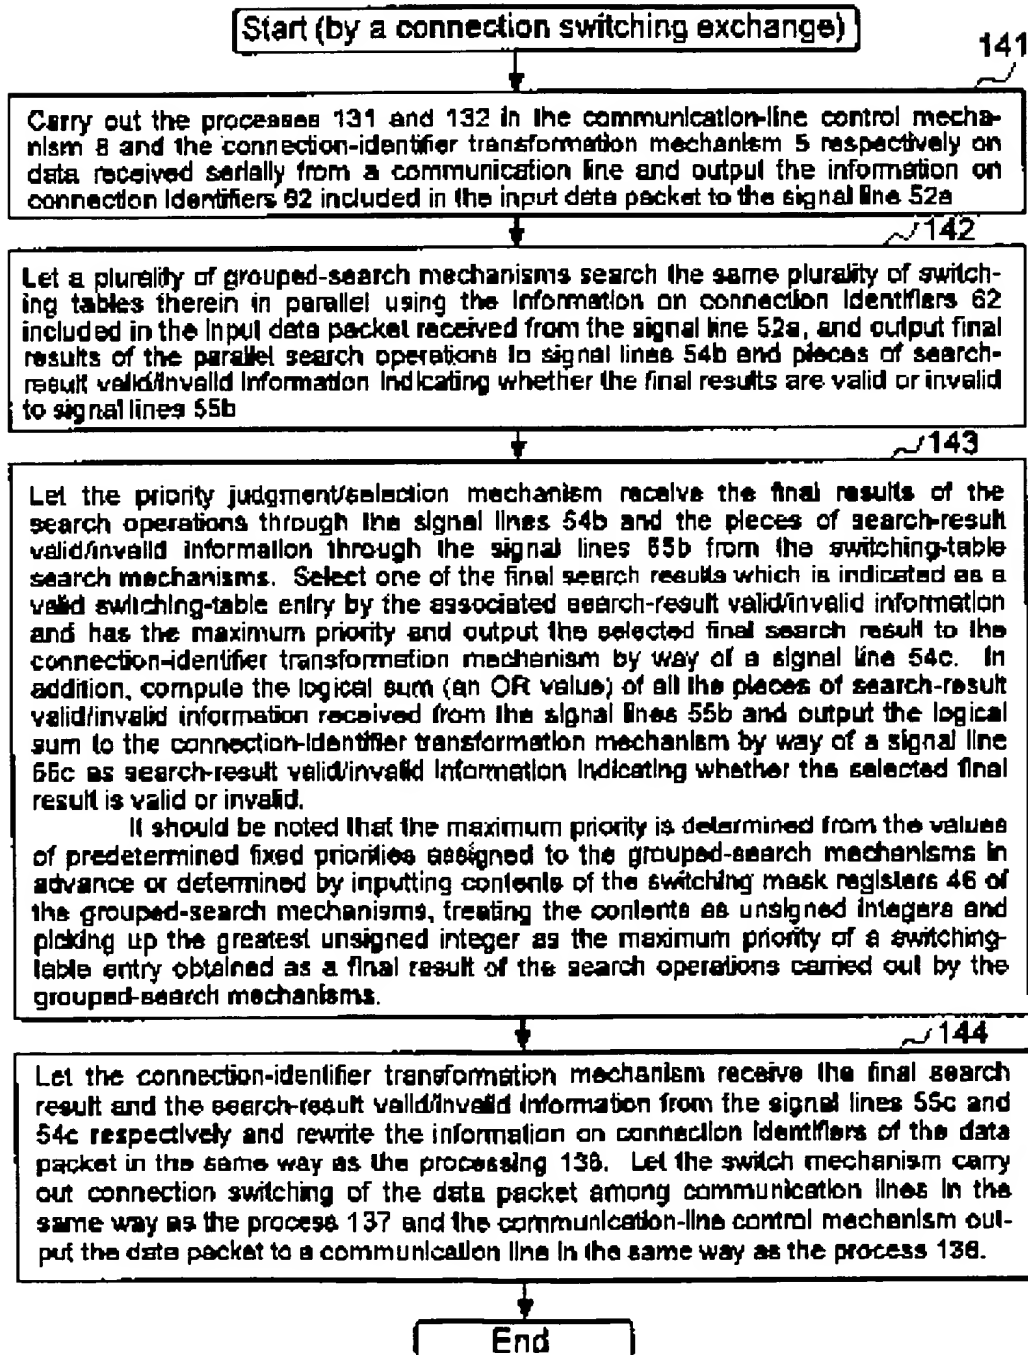 Start (by a connection switching exchange)
141
Carry out the processes 131 and 132 in the communication-line control mecha-
nism 8 and the connection-identifier transformation mechanism 5 respectively on
data received serially from a communication line and output the information on
connection identifiers 62 included in the input data packet to the signal line 52a
142
Let a plurality of grouped-search mechanisms search the same plurality of switch-
ing tables therein in parallel using the information on connection identifiers 62
included in the input data packet received from the signal line 52a, and output final
results of the parallel search operations to signal lines 54b and pieces of search-
result valid/invalid information indicating whether the final results are valid or invalid
to signal lines 55b
143
Let the priority judgment/selection mechanism receive the final results of the
search operations through the signal lines 54b and the pieces of search-result
valid/invalid information through the signal lines 55b from the switching-table
search mechanisms. Select one of the final search results which is indicated as a
valid switching-table entry by the associated search-result valid/invalid information
and has the maximum priority and output the selected final search result to the
connection-identifier transformation mechanism by way of a signal line 54c. In
addition, compute the logical sum (an OR value) of all the pieces of search-result
valid/invalid information received from the signal lines 55b and output the logical
sum to the connection-identifier transformation mechanism by way of a signal line
55c as search-result valid/invalid information indicating whether the selected final
result is valid or invalid.
It should be noted that the maximum priority is determined from the values
of predetermined fixed priorities assigned to the grouped-search mechanisms in
advance or determined by inputting contents of the switching mask registers 46 of
the grouped-search mechanisms, treating the contents as unsigned integers and
picking up the greatest unsigned integer as the maximum priority of a switching-
table entry obtained as a final result of the search operations carried out by the
grouped-search mechanisms.
144
Let the connection-identifier transformation mechanism receive the final search
result and the search-result valid/invalid information from the signal lines 55c and
54c respectively and rewrite the information on connection identifiers of the data
packet in the same way as the processing 136. Let the switch mechanism carry
out connection switching of the data packet among communication lines in the
same way as the process 137 and the communication-line control mechanism out-
put the data packet to a communication line in the same way as the process 138.
End